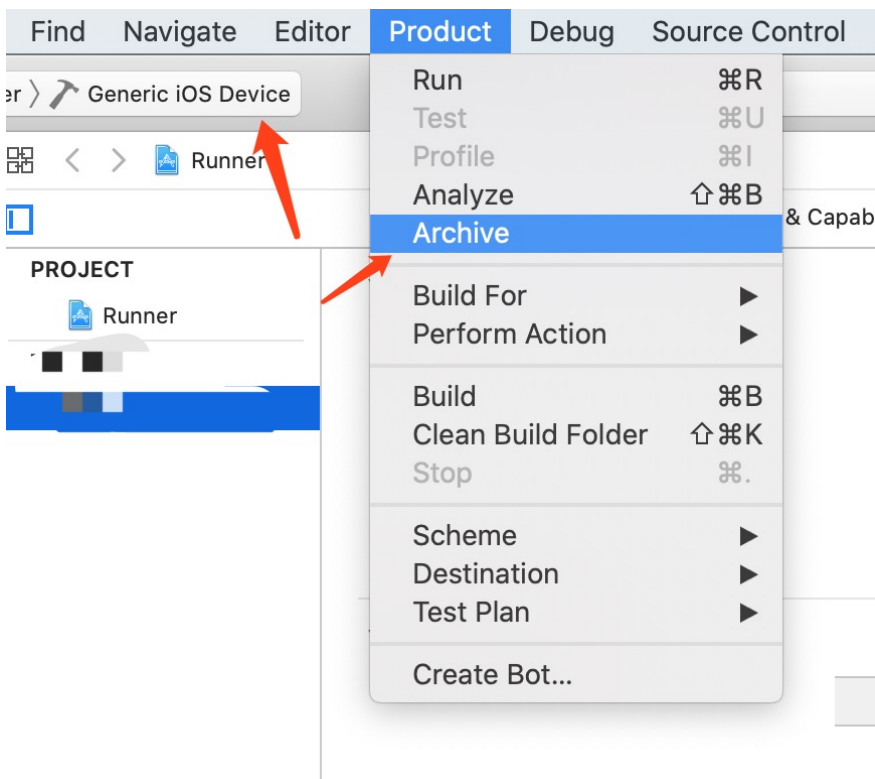 Find Navigate Editor Product Debug Source Control
er 〉 Generic iOS Device
Runner
& Capab
PROJECT
Runner
Run ⌘R
Test ⌘U
Profile ⌘I
Analyze ⇧⌘B
Archive
Build For ▶
Perform Action ▶
Build ⌘B
Clean Build Folder ⇧⌘K
Stop ⌘.
Scheme ▶
Destination ▶
Test Plan ▶
Create Bot...